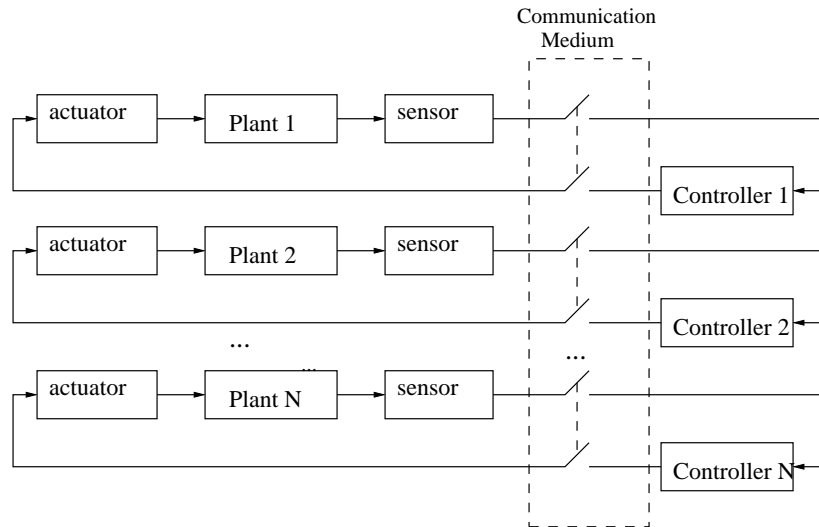 Communication
Medium
actuator
Plant 1
sensor
Controller 1
actuator
Plant 2
sensor
Controller 2
...
...
...
actuator
Plant N
sensor
Controller N